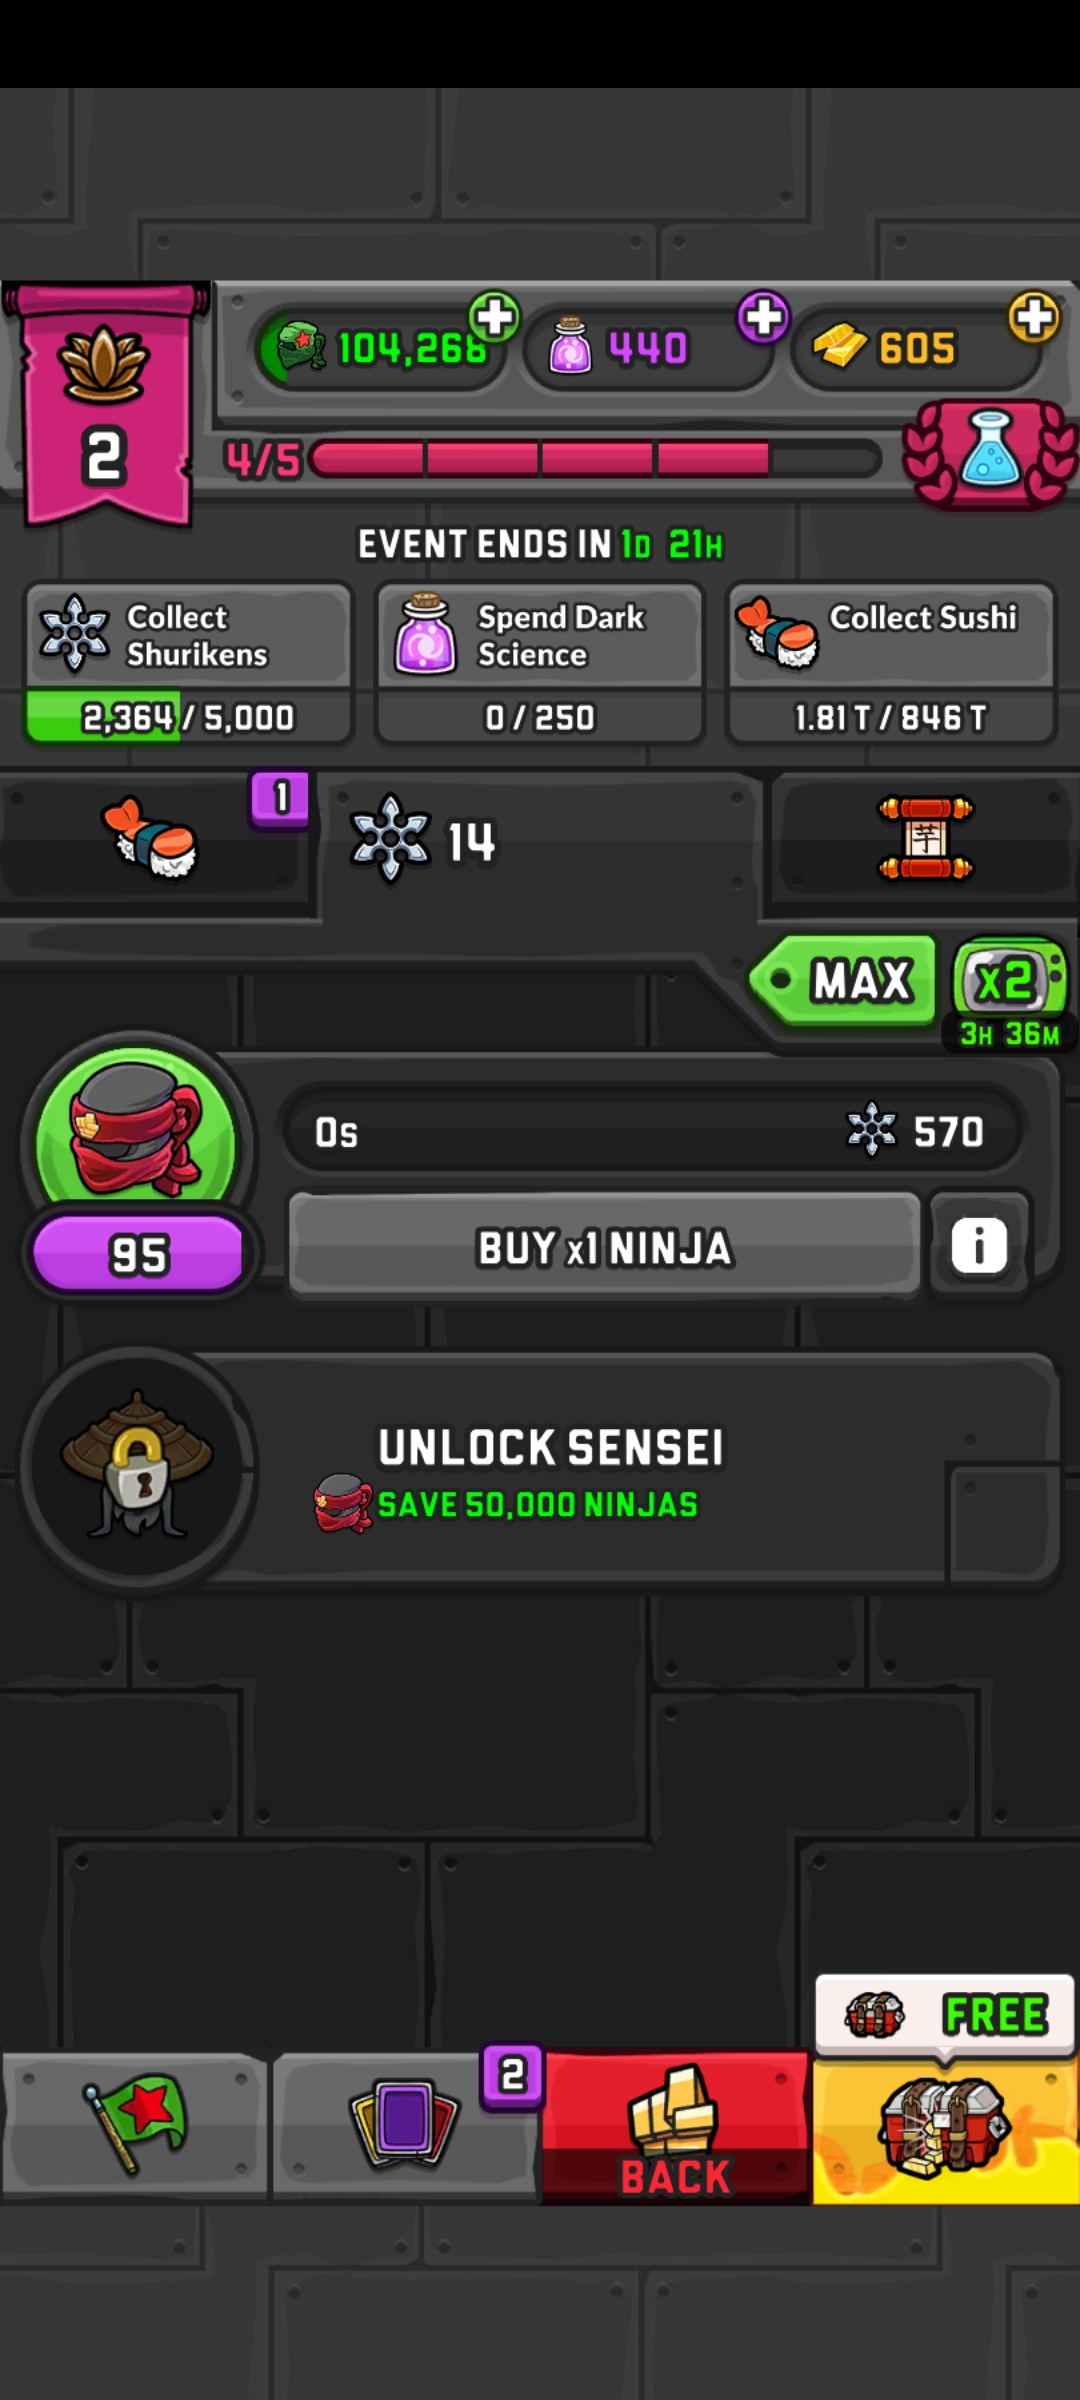 104,268
440
605
2
4/5
EVENT ENDS IN 1D 21H
Collect
Shurikens
2,364 / 5,000
Spend Dark
Science
0 / 250
Collect Sushi
1.81 T / 846 T
1
14
芋
MAX
x2
3H 36M
0s
570
95
BUY x1 NINJA
i
UNLOCK SENSEI
SAVE 50,000 NINJAS
FREE
2
BACK